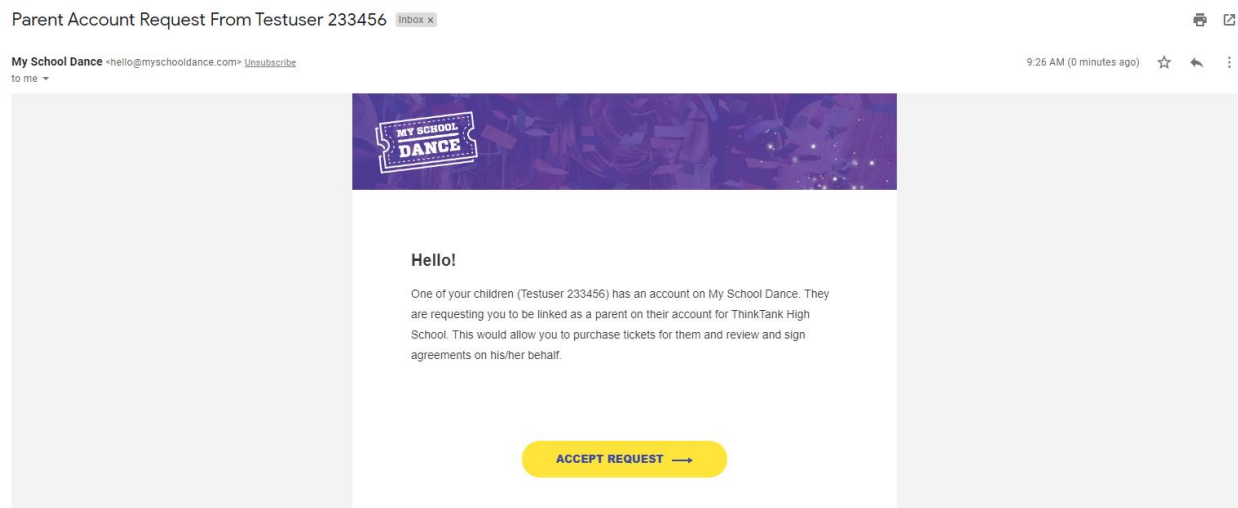 Parent Account Request From Testuser 233456 Inbox x
My School Dance <hello@myschooldance.com> Unsubscribe
9:26 AM (0 minutes ago)
to me
MY SCHOOL
DANCE
Hello!
One of your children (Testuser 233456) has an account on My School Dance. They
are requesting you to be linked as a parent on their account for ThinkTank High
School. This would allow you to purchase tickets for them and review and sign
agreements on his/her behalf.
ACCEPT REQUEST